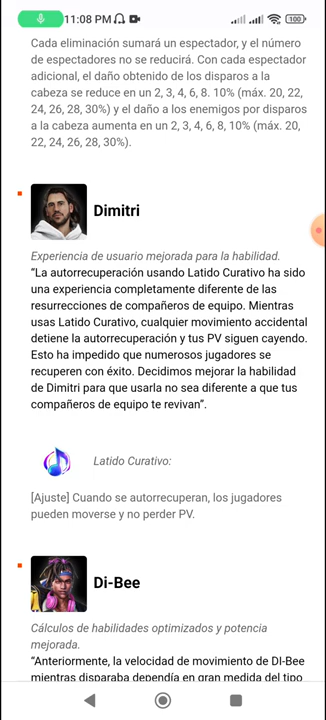 11:08 PM
100
Cada eliminación sumará un espectador, y el número
de espectadores no se reducirá. Con cada espectador
adicional, el daño obtenido de los disparos a la
cabeza se reduce en un 2, 3, 4, 6, 8. 10% (máx. 20, 22,
24, 26, 28, 30%) y el daño a los enemigos por disparos
a la cabeza aumenta en un 2, 3, 4, 6, 8, 10% (máx. 20,
22, 24, 26, 28, 30%).
Dimitri
Experiencia de usuario mejorada para la habilidad.
“La autorrecuperación usando Latido Curativo ha sido
una experiencia completamente diferente de las
resurrecciones de compañeros de equipo. Mientras
usas Latido Curativo, cualquier movimiento accidental
detiene la autorrecuperación y tus PV siguen cayendo.
Esto ha impedido que numerosos jugadores se
recuperen con éxito. Decidimos mejorar la habilidad
de Dimitri para que usarla no sea diferente a que tus
compañeros de equipo te revivan”.
Latido Curativo:
[Ajuste] Cuando se autorrecuperan, los jugadores
pueden moverse y no perder PV.
Di-Bee
Cálculos de habilidades optimizados y potencia
mejorada.
“Anteriormente, la velocidad de movimiento de DI-Bee
mientras disparaba dependía en gran medida del tipo